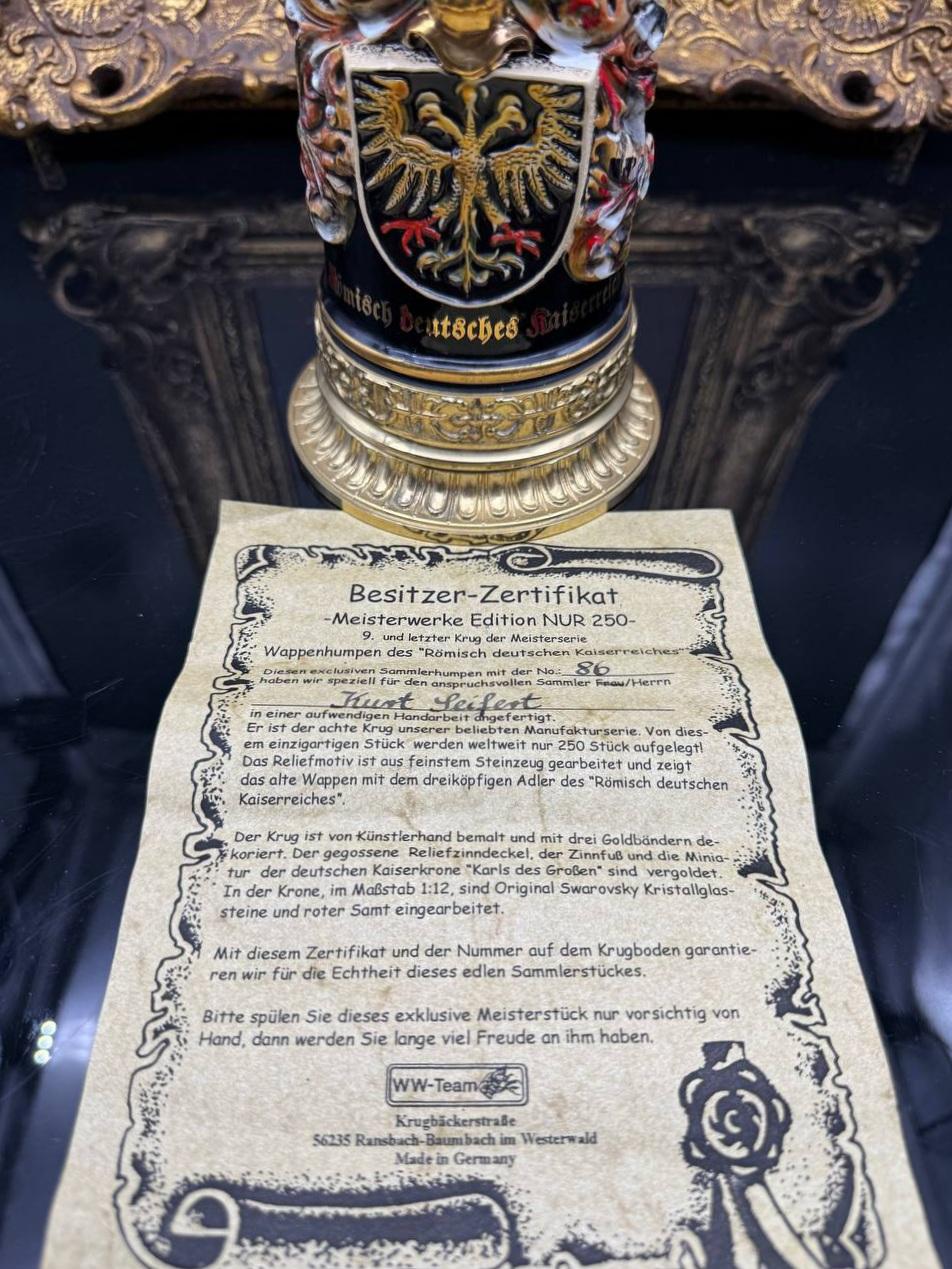 Römisch Deutsches Kaiserreich
Besitzer-Zertifikat
-Meisterwerke Edition NUR 250-
9. und letzter Krug der Meisterserie
Wappenhumpen des "Römisch deutschen Kaiserreiches"
Diesen exclusiven Sammlerhumpen mit der No.: 86
haben wir speziell für den anspruchsvollen Sammler Frau/Herrn
Kurt Seifert
in einer aufwendigen Handarbeit angefertigt.
Er ist der achte Krug unserer beliebten Manufakturserie. Von dies-
em einzigartigen Stück werden weltweit nur 250 Stück aufgelegt!
Das Reliefmotiv ist aus feinstem Steinzeug gearbeitet und zeigt
das alte Wappen mit dem dreiköpfigen Adler des "Römisch deutschen
Kaiserreiches".
Der Krug ist von Künstlerhand bemalt und mit drei Goldbändern de-
koriert. Der gegossene Reliefzinndeckel, der Zinnfuß und die Minia-
tur der deutschen Kaiserkrone "Karls des Großen" sind vergoldet.
In der Krone, im Maßstab 1:12, sind Original Swarovsky Kristallglas-
steine und roter Samt eingearbeitet.
Mit diesem Zertifikat und der Nummer auf dem Krugboden garantie-
ren wir für die Echtheit dieses edlen Sammlerstückes.
Bitte spülen Sie dieses exklusive Meisterstück nur vorsichtig von
Hand, dann werden Sie lange viel Freude an ihm haben.
WW-Team
Krugbäckerstraße
56235 Ransbach-Baumbach im Westerwald
Made in Germany